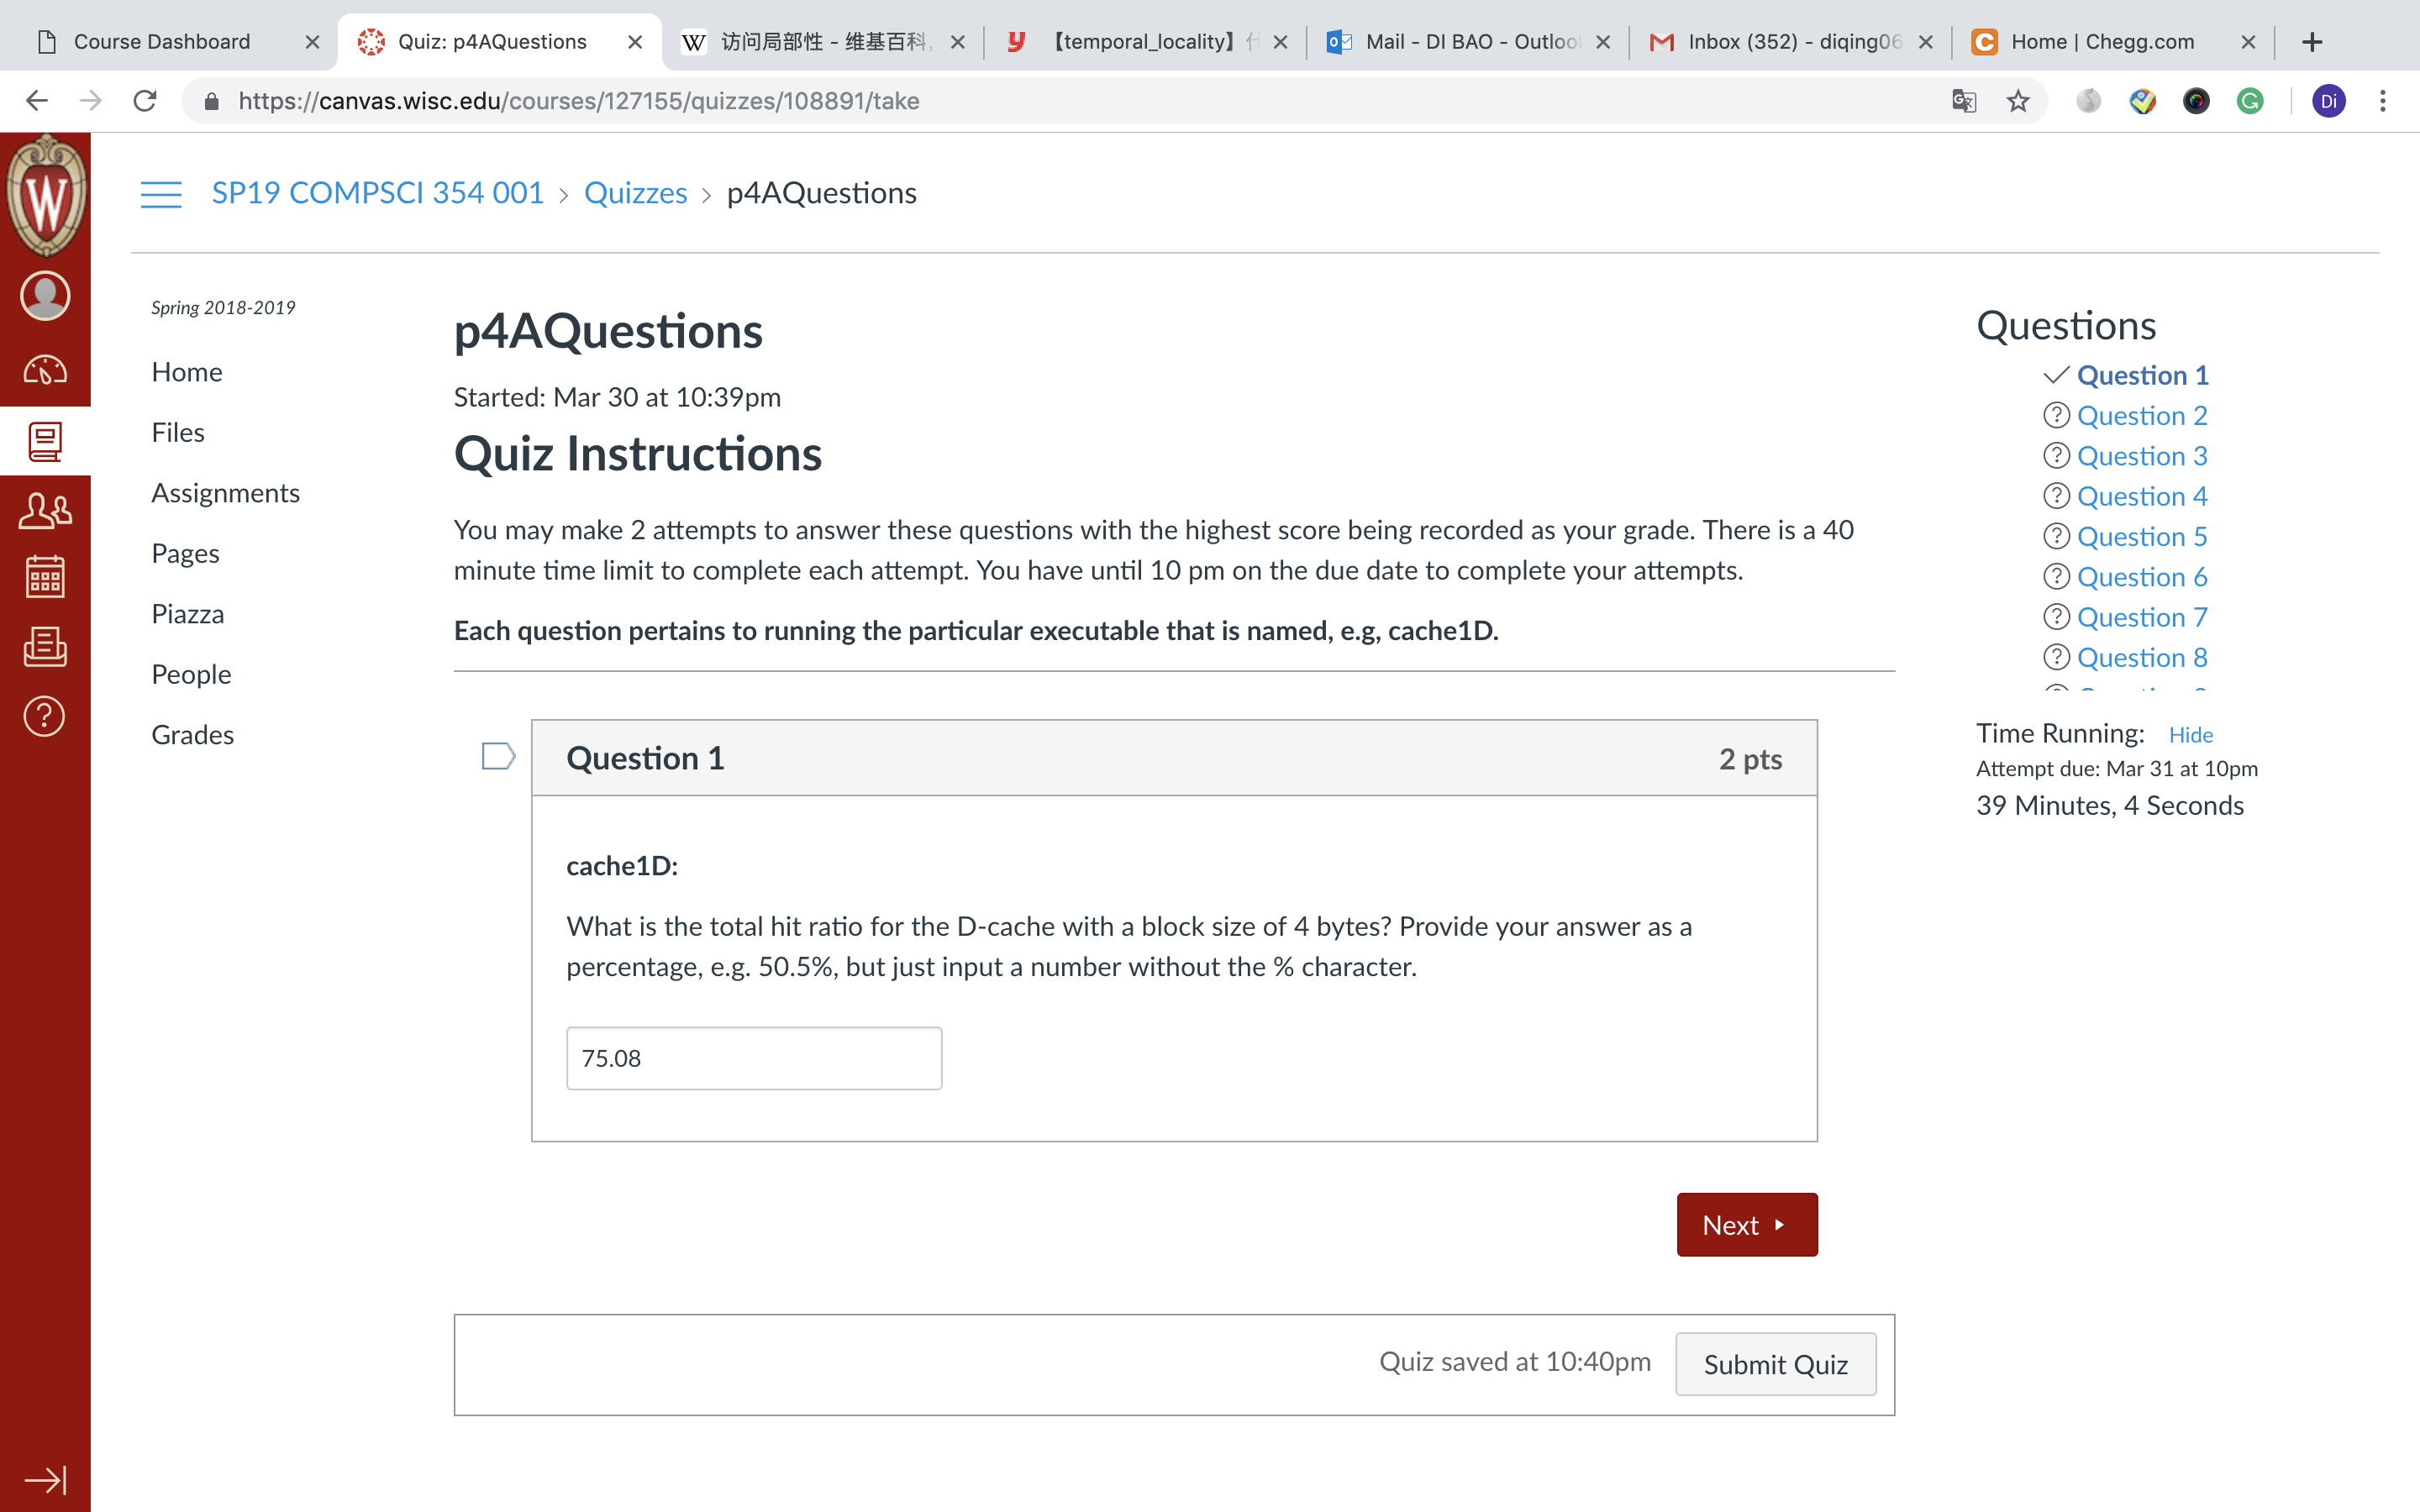 Course Dashboard
Quiz: p4AQuestions
W 访问局部性 - 维基百科,
y 【temporal_locality】
Mail - DI BAO - Outloo
Inbox (352) - diqing06
Home | Chegg.com
https://canvas.wisc.edu/courses/127155/quizzes/108891/take
Di
W
SP19 COMPSCI 354 001 > Quizzes > p4AQuestions
Spring 2018-2019
Home
Files
Assignments
Pages
Piazza
People
Grades
p4AQuestions
Started: Mar 30 at 10:39pm
Quiz Instructions
You may make 2 attempts to answer these questions with the highest score being recorded as your grade. There is a 40
minute time limit to complete each attempt. You have until 10 pm on the due date to complete your attempts.
Each question pertains to running the particular executable that is named, e.g, cache1D.
Question 1
2 pts
cache1D:
What is the total hit ratio for the D-cache with a block size of 4 bytes? Provide your answer as a
percentage, e.g. 50.5%, but just input a number without the % character.
75.08
Next
Quiz saved at 10:40pm
Submit Quiz
Questions
Question 1
Question 2
Question 3
Question 4
Question 5
Question 6
Question 7
Question 8
Time Running: Hide
Attempt due: Mar 31 at 10pm
39 Minutes, 4 Seconds